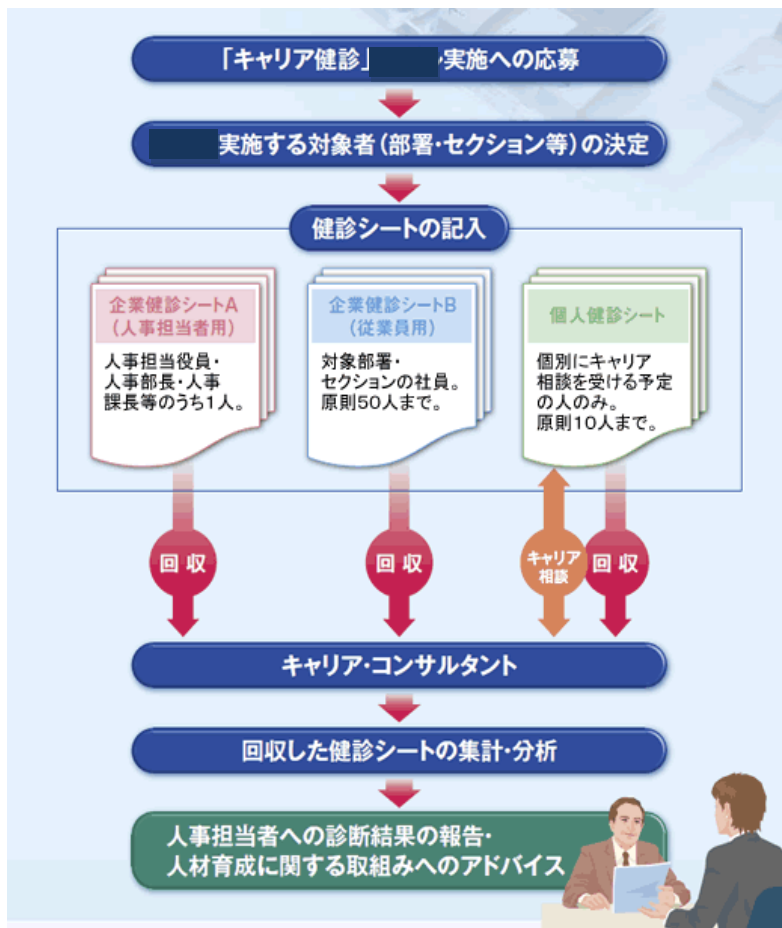 「キャリア健診」実施への応募
実施する対象者(部署・セクション等)の決定
健診シートの記入
企業健診シートA
(人事担当者用)
人事担当役員・
人事部長・人事
課長等のうち1人。
企業健診シートB
(従業員用)
対象部署・
セクションの社員。
原則50人まで。
個人健診シート
個別にキャリア
相談を受ける予定
の人のみ。
原則10人まで。
回収
回収
キャリア
相談
回収
キャリア・コンサルタント
回収した健診シートの集計・分析
人事担当者への診断結果の報告・
人材育成に関する取組みへのアドバイス